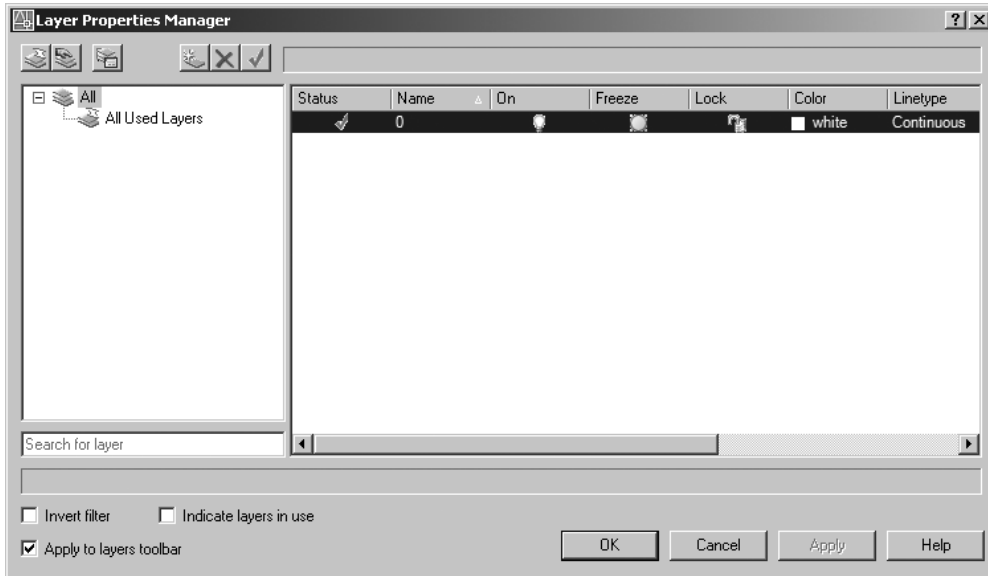 Layer Properties Manager
All
All Used Layers
Status Name On Freeze Lock Color Linetype
0 white Continuous
Search for layer
Invert filter Indicate layers in use
Apply to layers toolbar
OK Cancel Apply Help